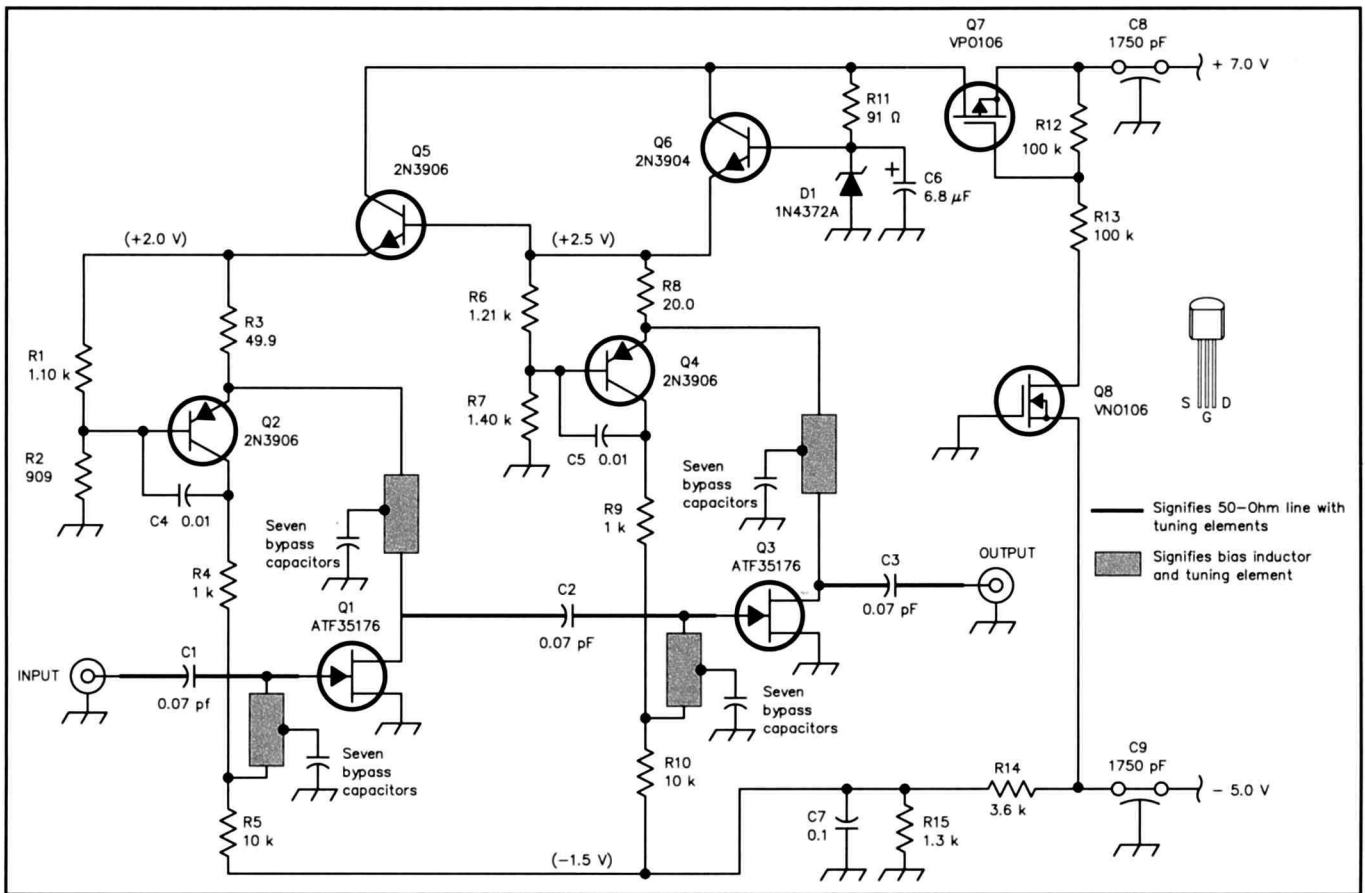 Q7
VP0106
C8
1750 pF
+ 7.0 V
R11
91 Ω
R12
100 k
Q6
2N3904
Q5
2N3906
D1
1N4372A
+
C6
6.8 μF
R13
100 k
(+2.0 V)
(+2.5 V)
R8
20.0
R6
1.21 k
R3
49.9
R1
1.10 k
Q4
2N3906
Q8
VN0106
S G D
R7
1.40 k
Q2
2N3906
R2
909
C5 0.01
C4 0.01
Seven
bypass
capacitors
Seven
bypass
capacitors
R9
1 k
Signifies 50-Ohm line with
tuning elements
Signifies bias inductor
and tuning element
Q3
ATF35176
C3
0.07 pF
OUTPUT
R4
1 k
Q1
ATF35176
C2
0.07 pF
INPUT
C1
0.07 pf
Seven
bypass
capacitors
Seven
bypass
capacitors
R10
10 k
R5
10 k
C9
1750 pF
- 5.0 V
R14
3.6 k
C7
0.1
R15
1.3 k
(-1.5 V)